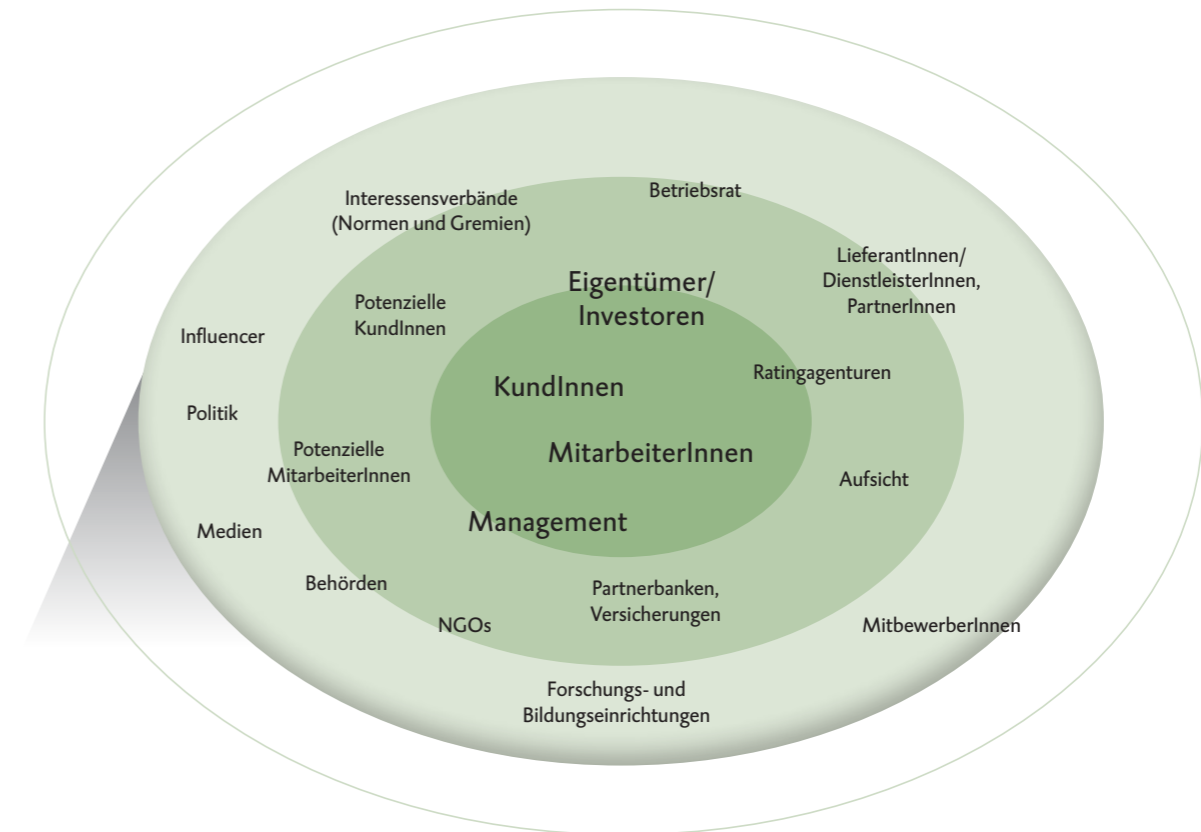 Interessensverbände
(Normen und Gremien)
Betriebsrat
LieferantInnen/
DienstleisterInnen,
PartnerInnen
Eigentümer/
Investoren
Potenzielle
KundInnen
Influencer
Ratingagenturen
KundInnen
Politik
MitarbeiterInnen
Potenzielle
MitarbeiterInnen
Aufsicht
Management
Medien
Behörden
Partnerbanken,
Versicherungen
NGOs
MitbewerberInnen
Forschungs- und
Bildungseinrichtungen